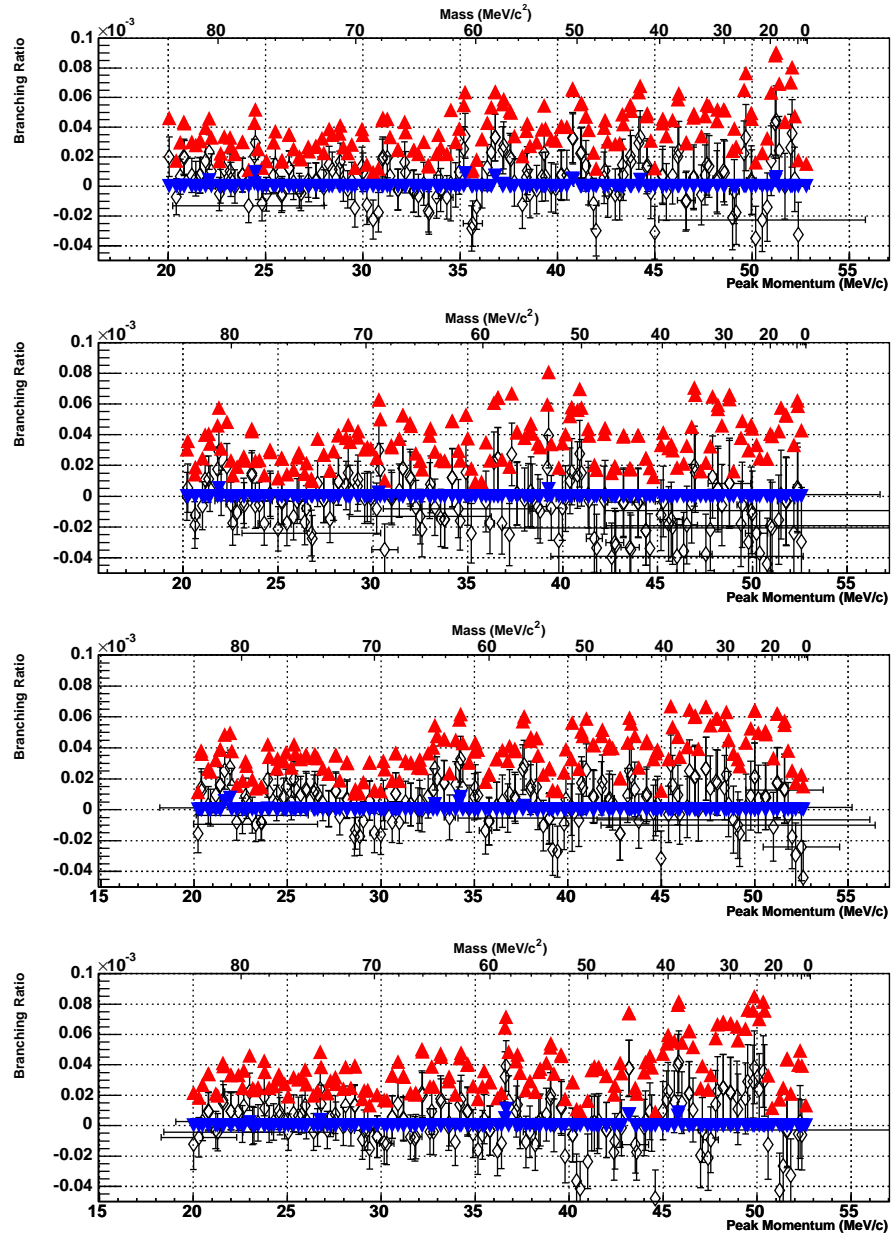 Mass (MeV/c²)
×10⁻³ 80 70 60 50 40 30 20 0
Branching Ratio
0.1
0.08
0.06
0.04
0.02
0
-0.02
-0.04
20 25 30 35 40 45 50 55
Peak Momentum (MeV/c)
Mass (MeV/c²)
×10⁻³ 80 70 60 50 40 30 20 0
Branching Ratio
0.1
0.08
0.06
0.04
0.02
0
-0.02
-0.04
20 25 30 35 40 45 50 55
Peak Momentum (MeV/c)
Mass (MeV/c²)
×10⁻³ 80 70 60 50 40 30 20 0
Branching Ratio
0.1
0.08
0.06
0.04
0.02
0
-0.02
-0.04
15 20 25 30 35 40 45 50 55
Peak Momentum (MeV/c)
Mass (MeV/c²)
×10⁻³ 80 70 60 50 40 30 20 0
Branching Ratio
0.1
0.08
0.06
0.04
0.02
0
-0.02
-0.04
15 20 25 30 35 40 45 50 55
Peak Momentum (MeV/c)